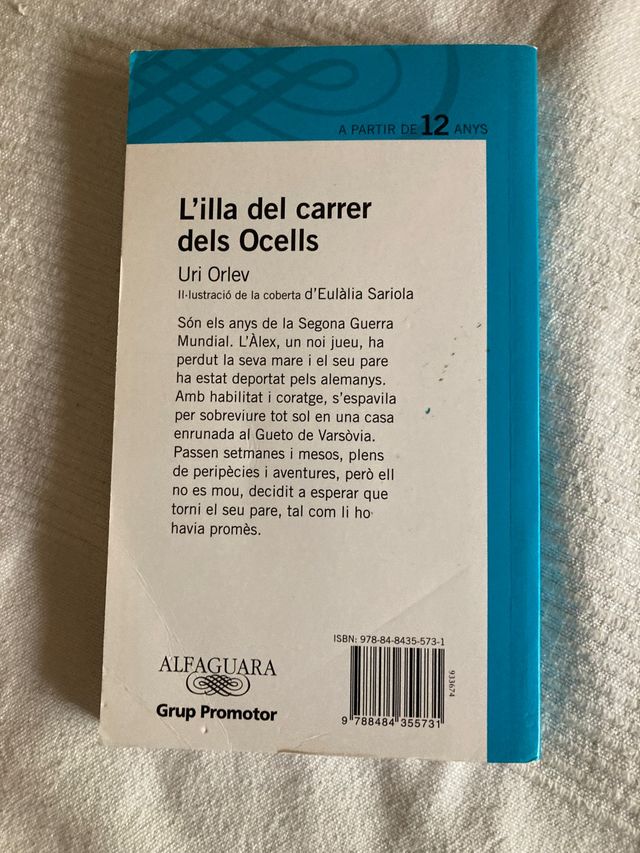 A PARTIR DE 12 ANYS
L'illa del carrer
dels Ocells
Uri Orlev
Il·lustració de la coberta d'Eulàlia Sariola
Són els anys de la Segona Guerra
Mundial. L'Àlex, un noi jueu, ha
perdut la seva mare i el seu pare
ha estat deportat pels alemanys.
Amb habilitat i coratge, s'espavila
per sobreviure tot sol en una casa
enrunada al Gueto de Varsòvia.
Passen setmanes i mesos, plens
de peripècies i aventures, però ell
no es mou, decidit a esperar que
torni el seu pare, tal com li ho
havia promès.
ISBN: 978-84-8435-573-1
933674
9 788484 355731
ALFAGUARA
Grup Promotor